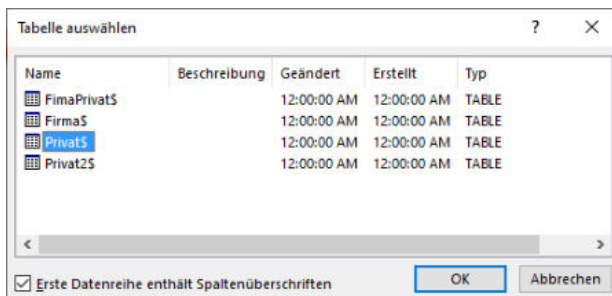 Tabelle auswählen ? ×
Name Beschreibung Geändert Erstellt Typ
FimaPrivat$ 12:00:00 AM 12:00:00 AM TABLE
Firma$ 12:00:00 AM 12:00:00 AM TABLE
Privat$ 12:00:00 AM 12:00:00 AM TABLE
Privat2$ 12:00:00 AM 12:00:00 AM TABLE
Erste Datenreihe enthält Spaltenüberschriften OK Abbrechen